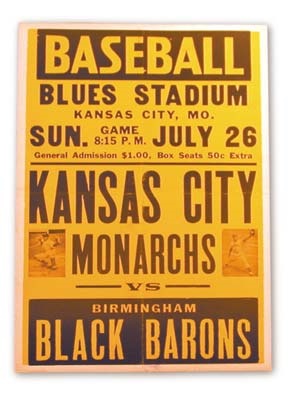 BASEBALL
BLUES STADIUM
KANSAS CITY, MO.
SUN. GAME 8:15 P.M. JULY 26
General Admission $1.00, Box Seats 50c Extra
KANSAS CITY
MONARCHS
VS
BIRMINGHAM
BLACK BARONS